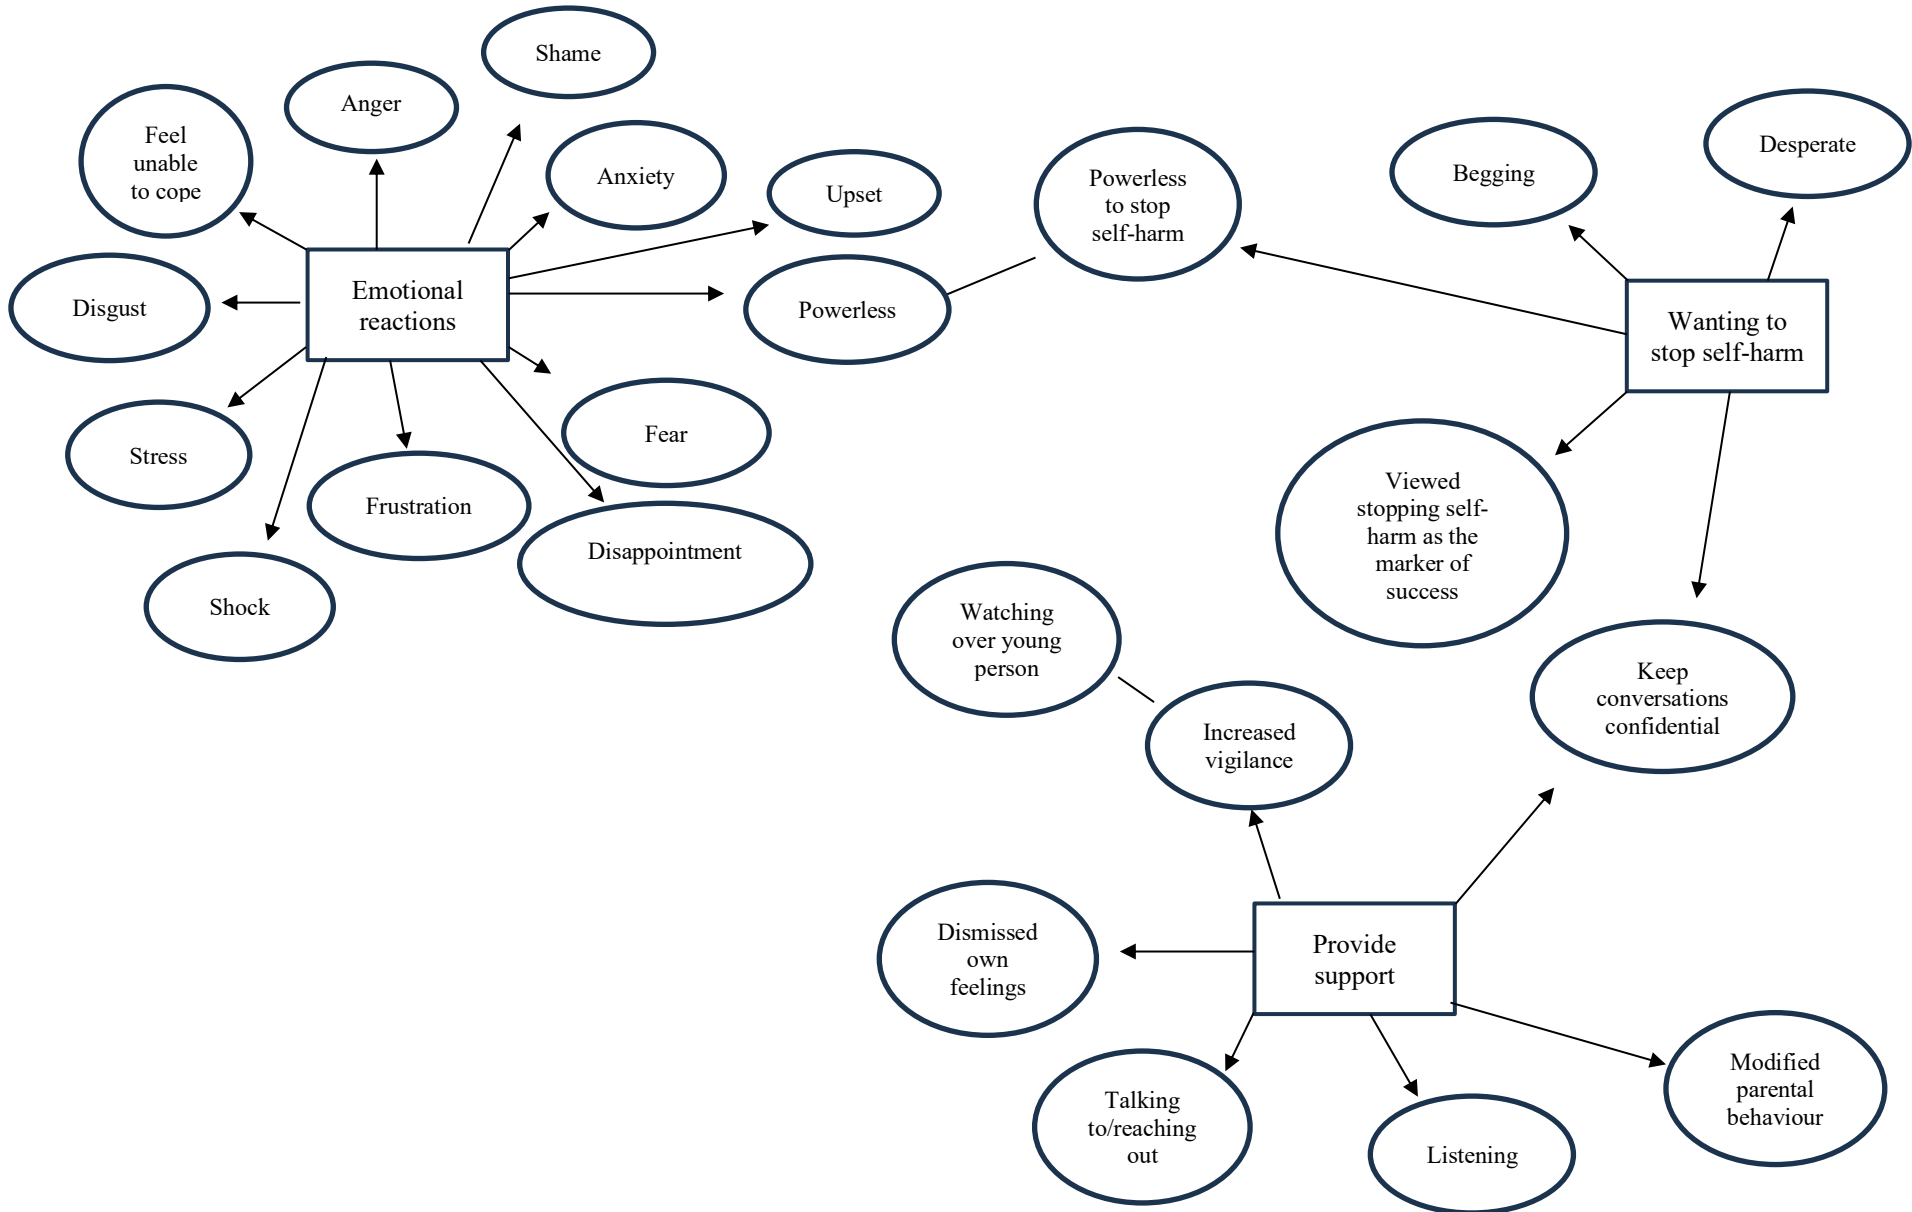 Shame
Anger
Feel
unable
to cope
Anxiety
Upset
Powerless
to stop
self-harm
Begging
Desperate
Disgust
Emotional
reactions
Powerless
Wanting to
stop self-harm
Stress
Frustration
Fear
Disappointment
Shock
Viewed
stopping self-
harm as the
marker of
success
Watching
over young
person
Increased
vigilance
Keep
conversations
confidential
Dismissed
own
feelings
Provide
support
Talking
to/reaching
out
Listening
Modified
parental
behaviour